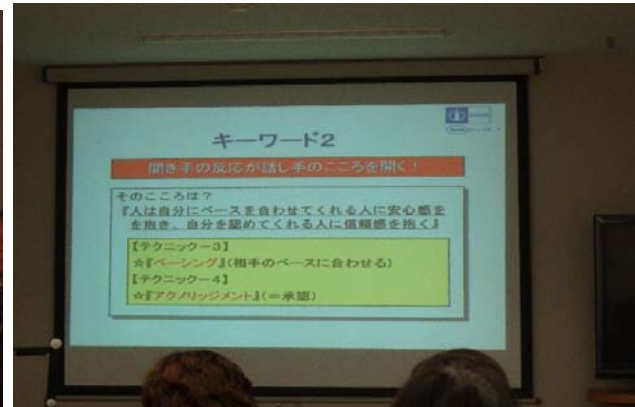 キーワード2
聞き手の反応が話し手のこころを開く！
そのこころは？
『人は自分にペースを合わせてくれる人に安心感を
を抱き、自分を認めてくれる人に信頼感を抱く』
【テクニック－3】
☆『ペーシング』(相手のペースに合わせる)
【テクニック－4】
☆『アクノリッジメント』(＝承認)